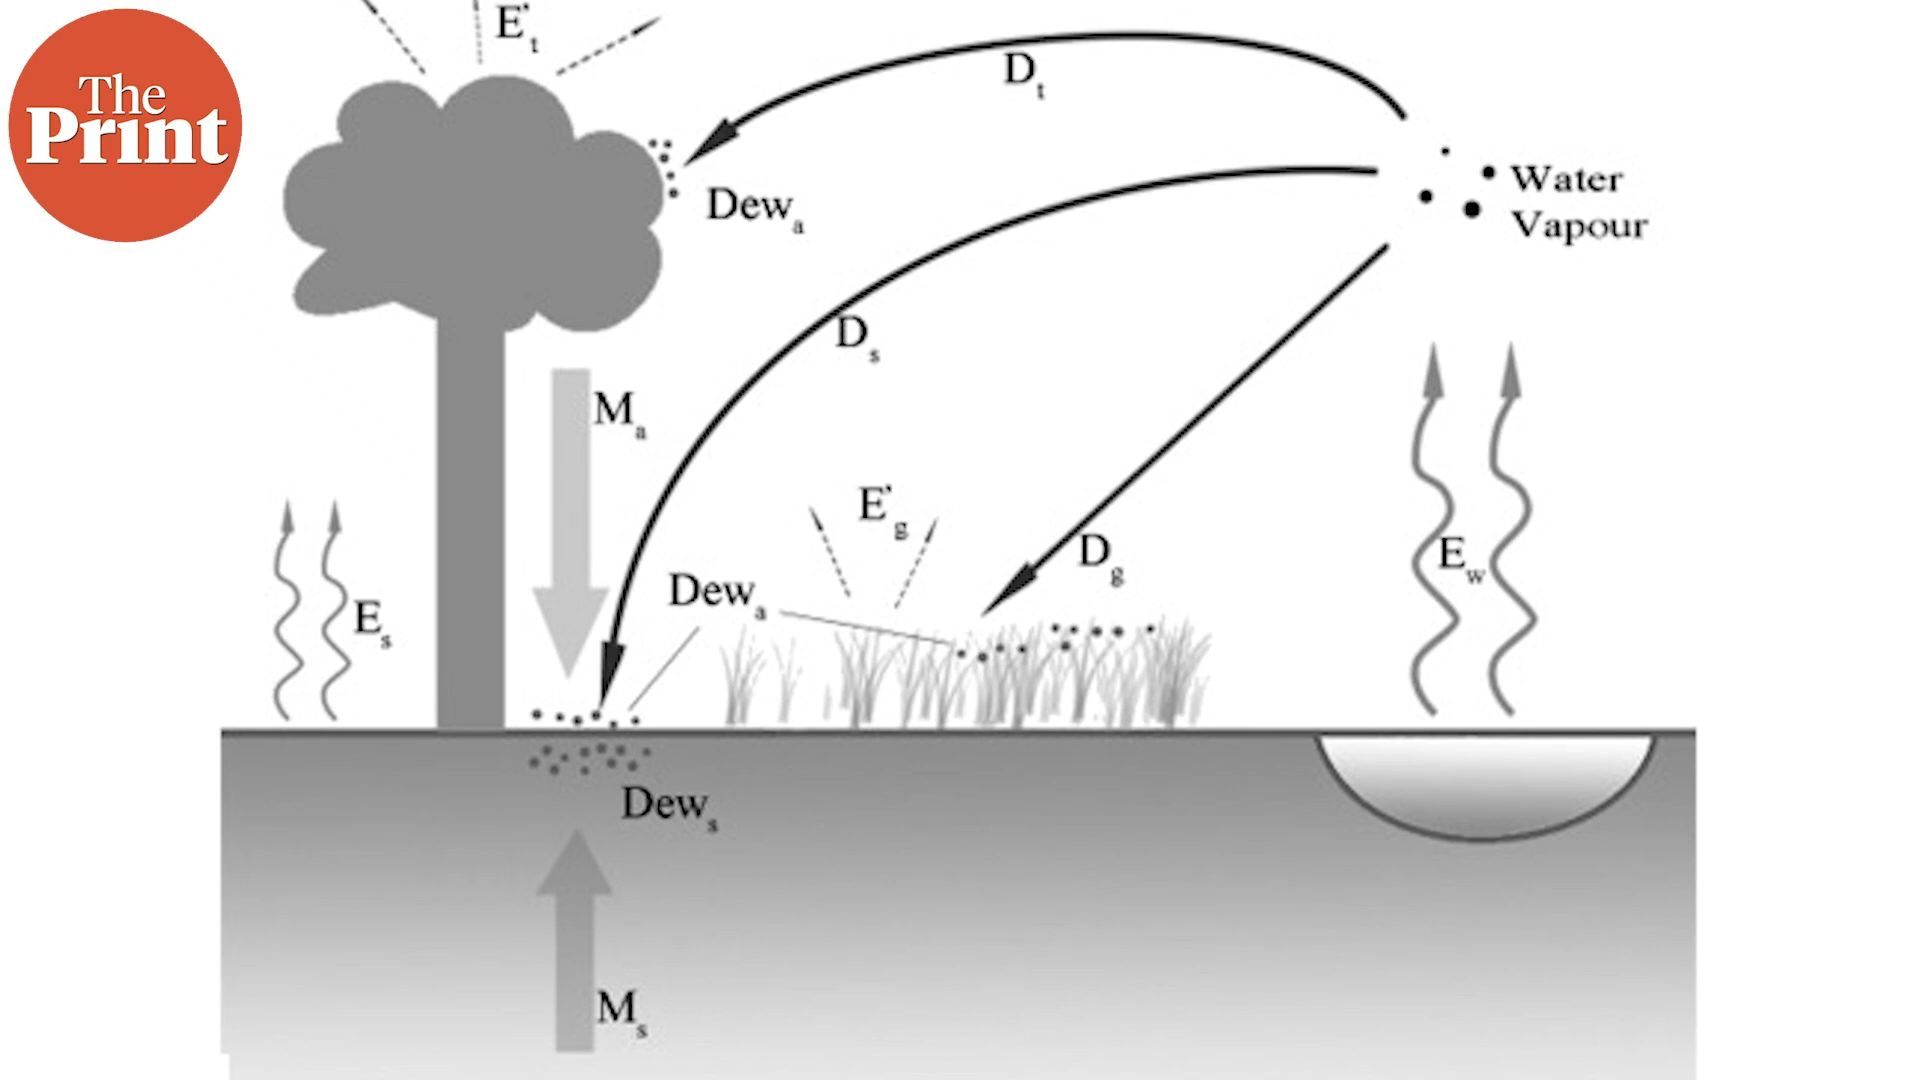 The
Print
E't
Dt
Water
Vapour
Dewa
Ds
Ma
E'g
Dg
Ew
Dewa
Es
Dews
Ms